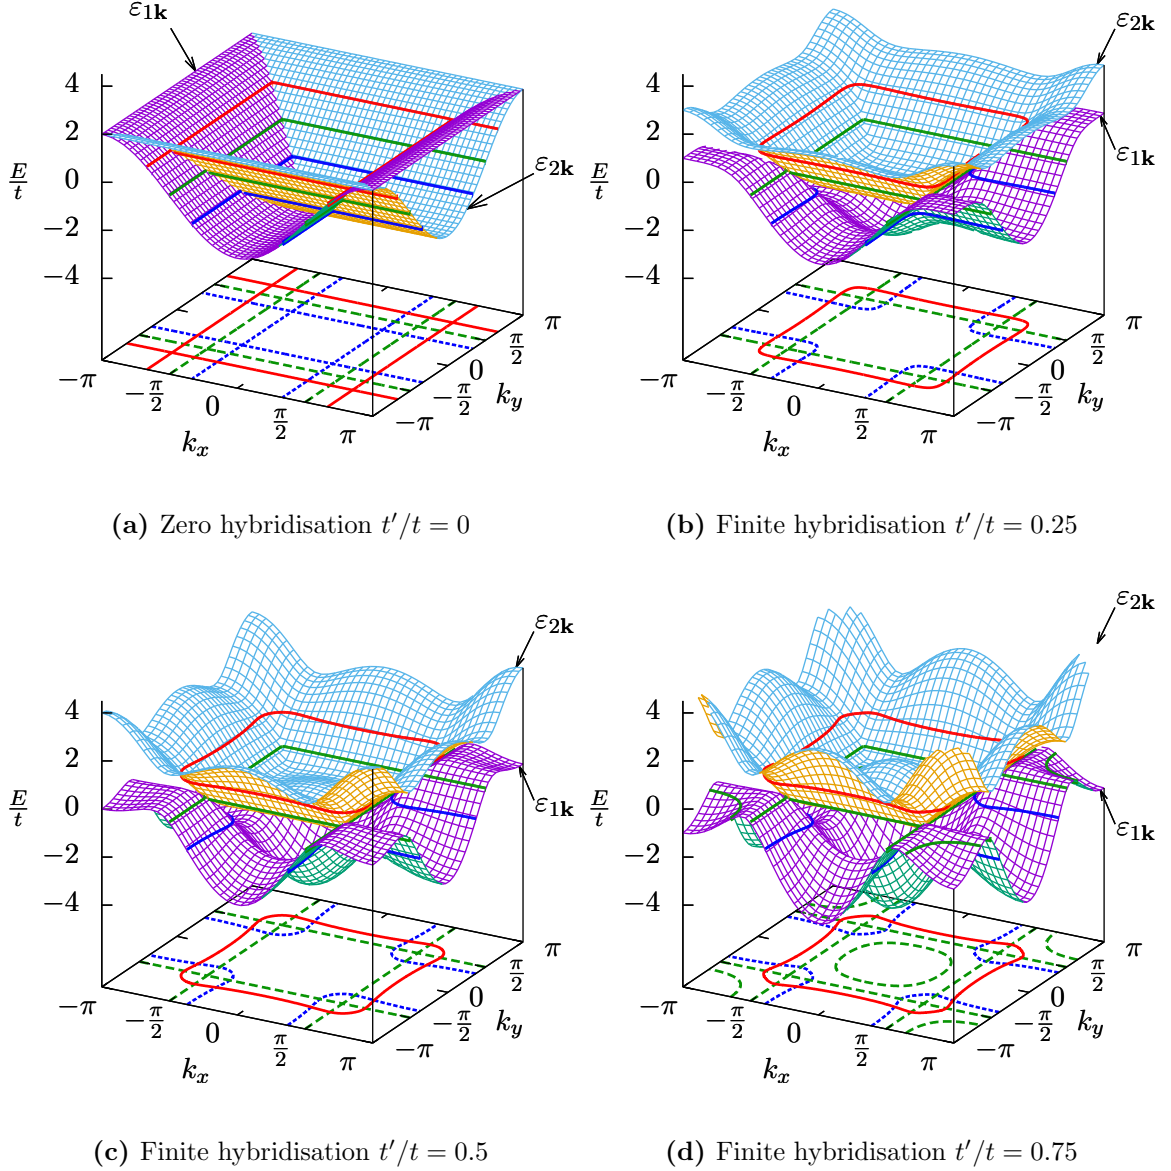 ε1k
4
2
0
−2
−4
E/t
ε2k
−π
−π/2
0
π/2
π
kx
−π
−π/2
0
π/2
π
ky
(a) Zero hybridisation t′/t = 0
4
2
0
−2
−4
E/t
ε2k
ε1k
−π
−π/2
0
π/2
π
kx
−π
−π/2
0
π/2
π
ky
(b) Finite hybridisation t′/t = 0.25
4
2
0
−2
−4
E/t
ε2k
ε1k
−π
−π/2
0
π/2
π
kx
−π
−π/2
0
π/2
π
ky
(c) Finite hybridisation t′/t = 0.5
4
2
0
−2
−4
E/t
ε2k
ε1k
−π
−π/2
0
π/2
π
kx
−π
−π/2
0
π/2
π
ky
(d) Finite hybridisation t′/t = 0.75